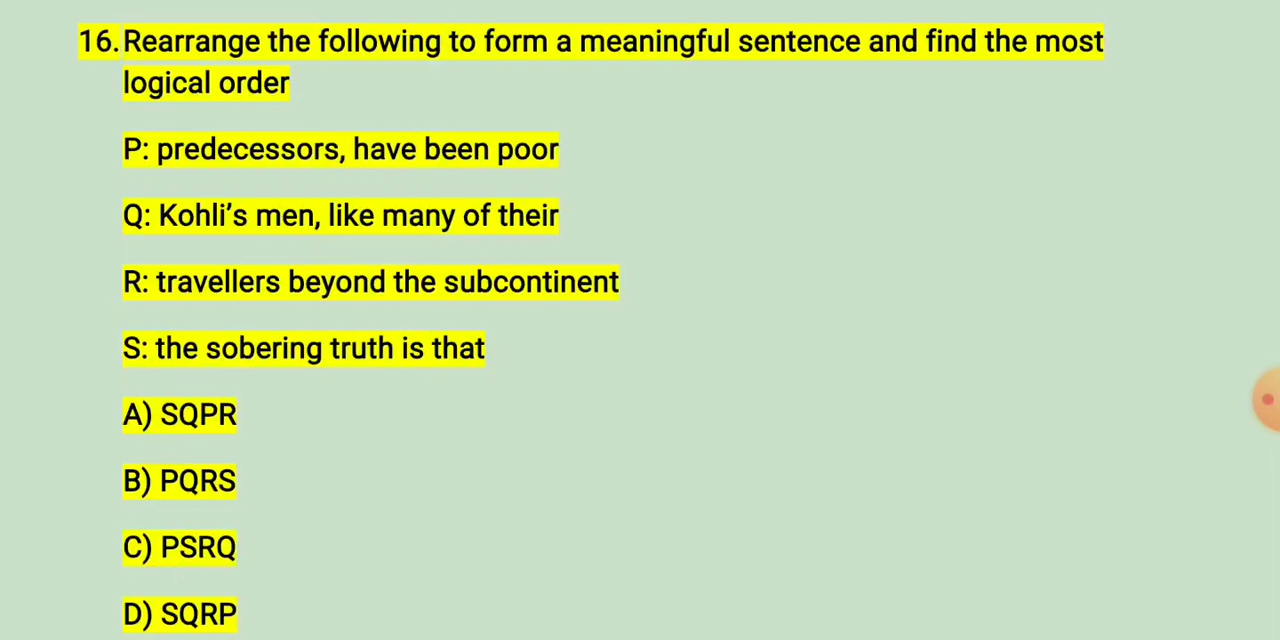 16. Rearrange the following to form a meaningful sentence and find the most
logical order
P: predecessors, have been poor
Q: Kohli’s men, like many of their
R: travellers beyond the subcontinent
S: the sobering truth is that
A) SQPR
B) PQRS
C) PSRQ
D) SQRP